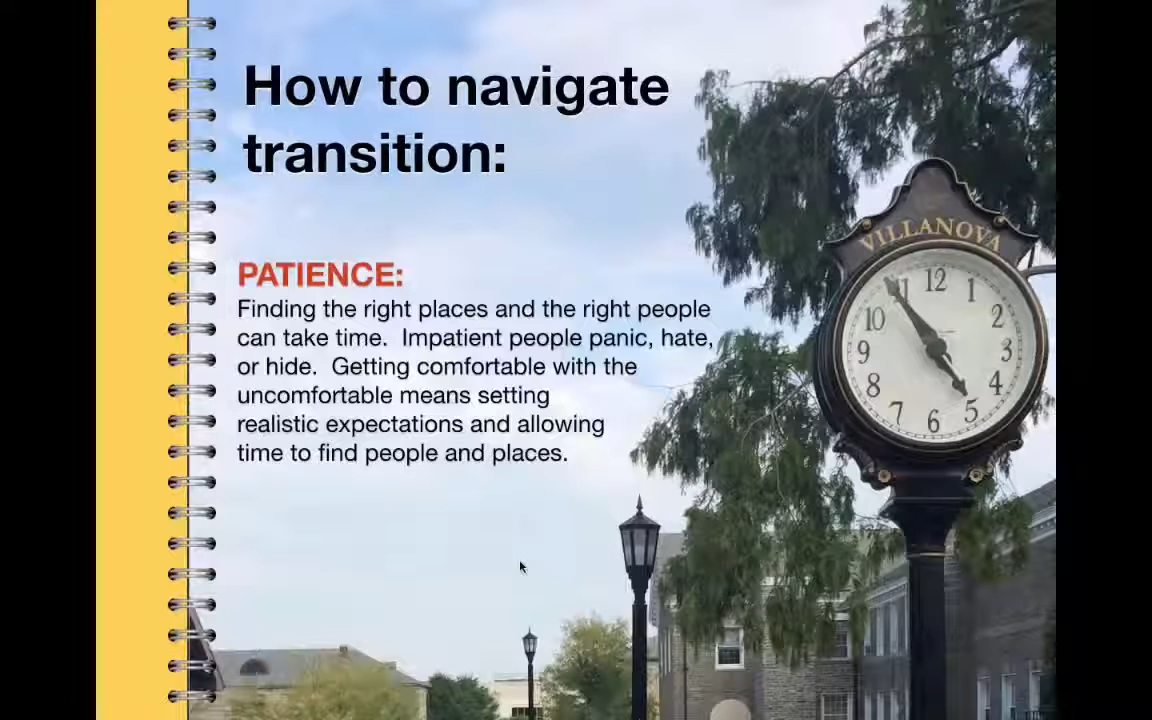 How to navigate
transition:
PATIENCE:
Finding the right places and the right people
can take time.  Impatient people panic, hate,
or hide.  Getting comfortable with the
uncomfortable means setting
realistic expectations and allowing
time to find people and places.
VILLANOVA
12
11
1
10
2
9
3
8
4
7
5
6